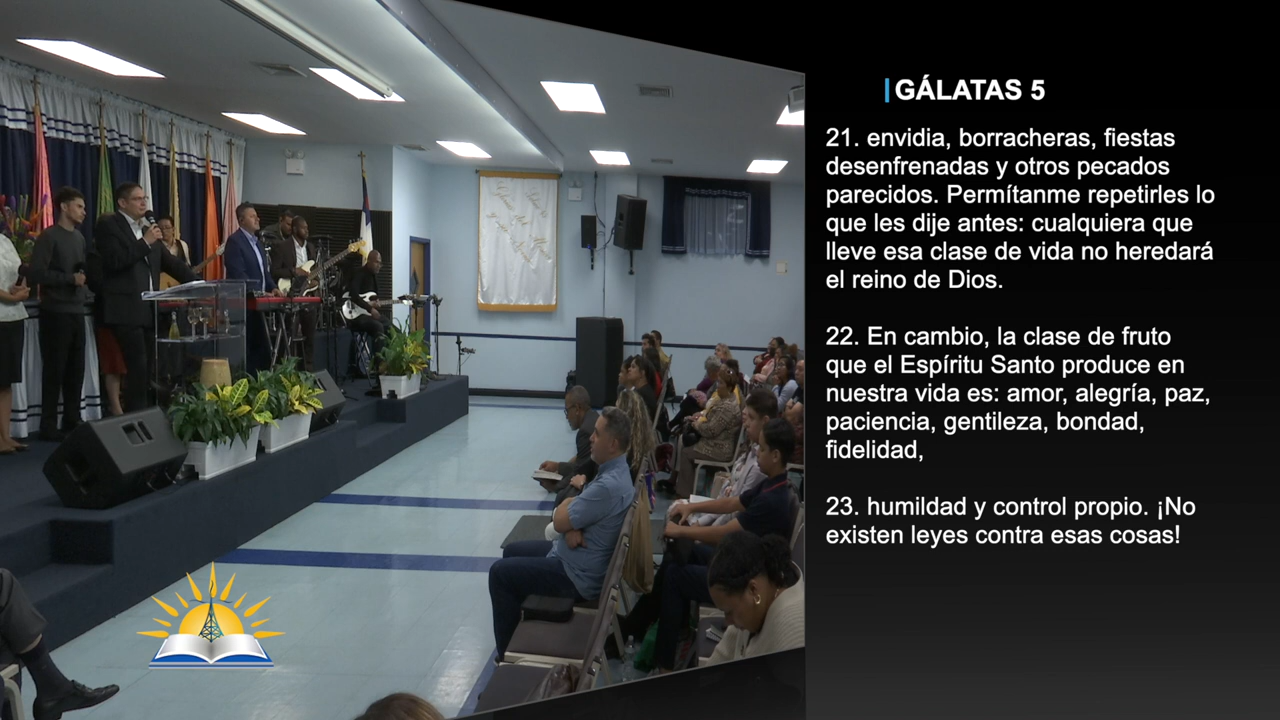 GÁLATAS 5
21. envidia, borracheras, fiestas
desenfrenadas y otros pecados
parecidos. Permítanme repetirles lo
que les dije antes: cualquiera que
lleve esa clase de vida no heredará
el reino de Dios.
22. En cambio, la clase de fruto
que el Espíritu Santo produce en
nuestra vida es: amor, alegría, paz,
paciencia, gentileza, bondad,
fidelidad,
23. humildad y control propio. ¡No
existen leyes contra esas cosas!